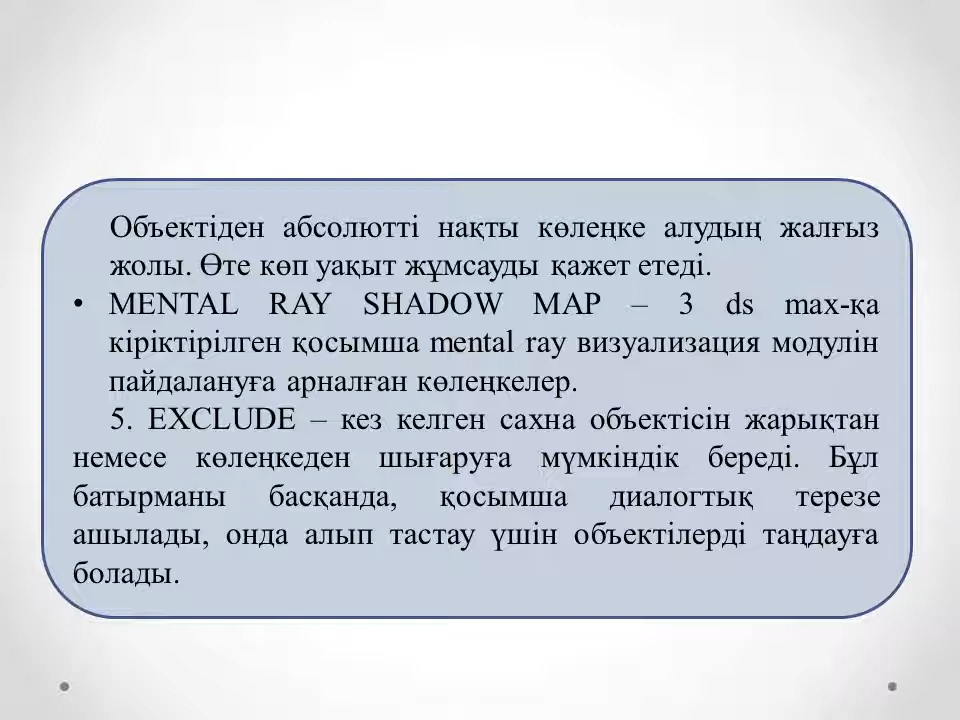 Объектіден абсолютті нақты көлеңке алудың жалғыз
жолы. Өте көп уақыт жұмсауды қажет етеді.
• MENTAL RAY SHADOW MAP – 3 ds max-қа
кіріктірілген қосымша mental ray визуализация модулін
пайдалануға арналған көлеңкелер.
5. EXCLUDE – кез келген сахна объектісін жарықтан
немесе көлеңкеден шығаруға мүмкіндік береді. Бұл
батырманы басқанда, қосымша диалогтық терезе
ашылады, онда алып тастау үшін объектілерді таңдауға
болады.